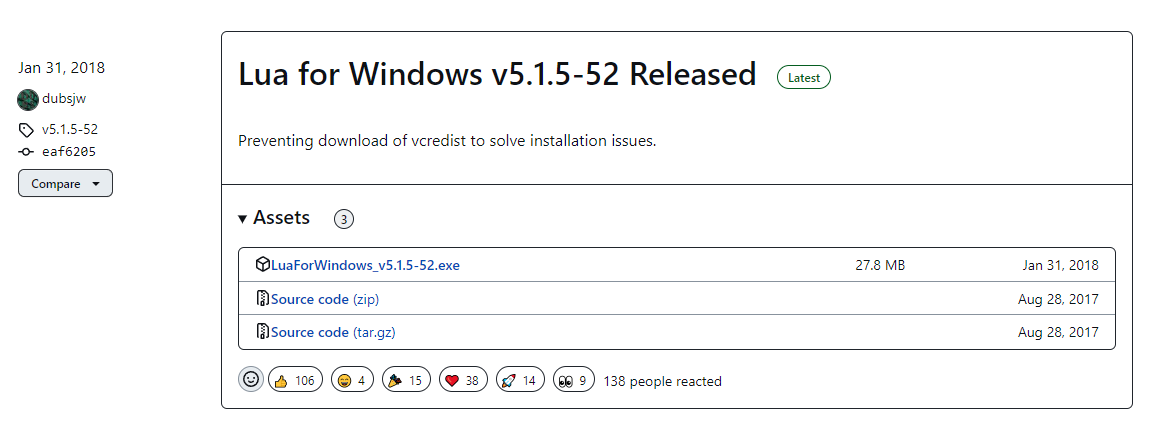 Jan 31, 2018
dubsjw
v5.1.5-52
eaf6205
Compare
Lua for Windows v5.1.5-52 Released Latest
Preventing download of vcredist to solve installation issues.
Assets 3
LuaForWindows_v5.1.5-52.exe 27.8 MB Jan 31, 2018
Source code (zip) Aug 28, 2017
Source code (tar.gz) Aug 28, 2017
106 4 15 38 14 9 138 people reacted